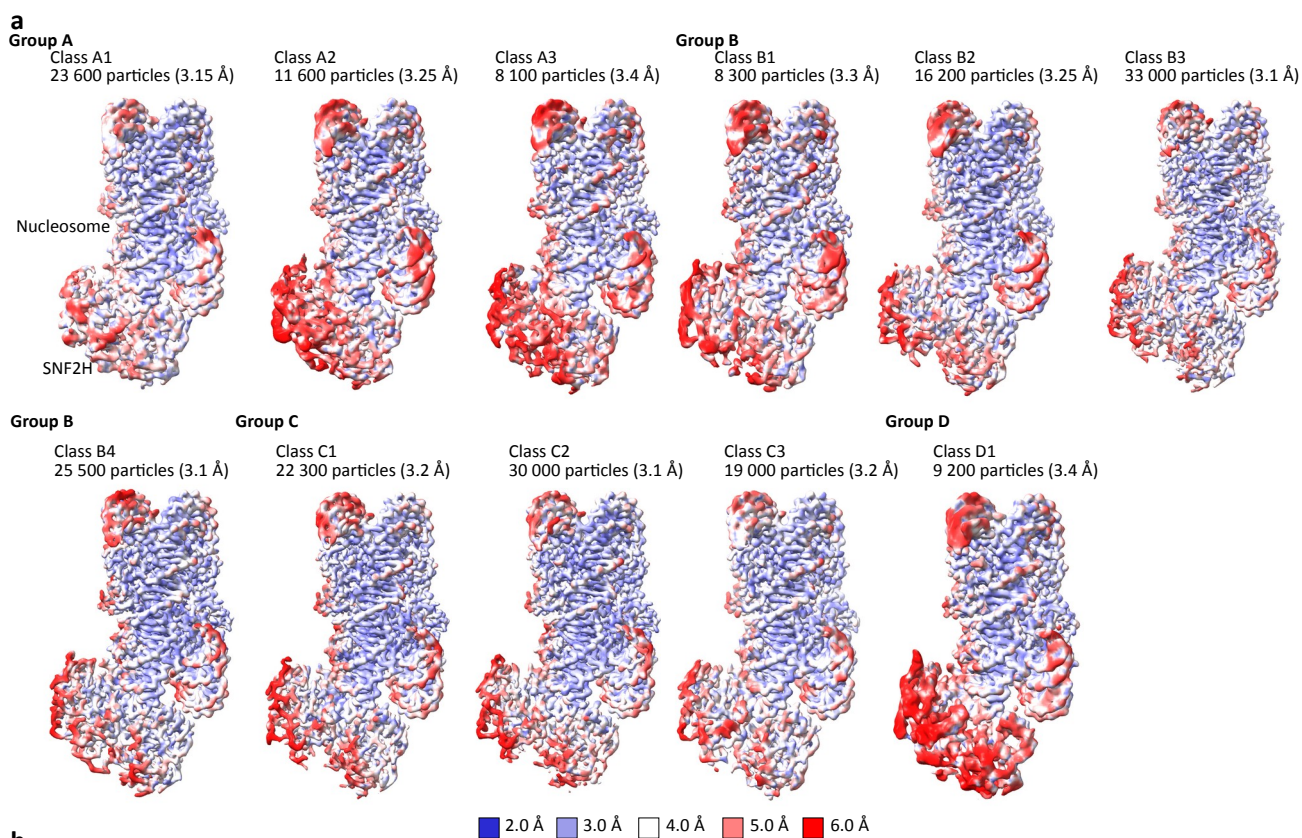 a
Group A
Class A1
23 600 particles (3.15 Å)
Class A2
11 600 particles (3.25 Å)
Class A3
8 100 particles (3.4 Å)
Group B
Class B1
8 300 particles (3.3 Å)
Class B2
16 200 particles (3.25 Å)
Class B3
33 000 particles (3.1 Å)
Nucleosome
SNF2H
Group B
Class B4
25 500 particles (3.1 Å)
Group C
Class C1
22 300 particles (3.2 Å)
Class C2
30 000 particles (3.1 Å)
Class C3
19 000 particles (3.2 Å)
Group D
Class D1
9 200 particles (3.4 Å)
2.0 Å
3.0 Å
4.0 Å
5.0 Å
6.0 Å